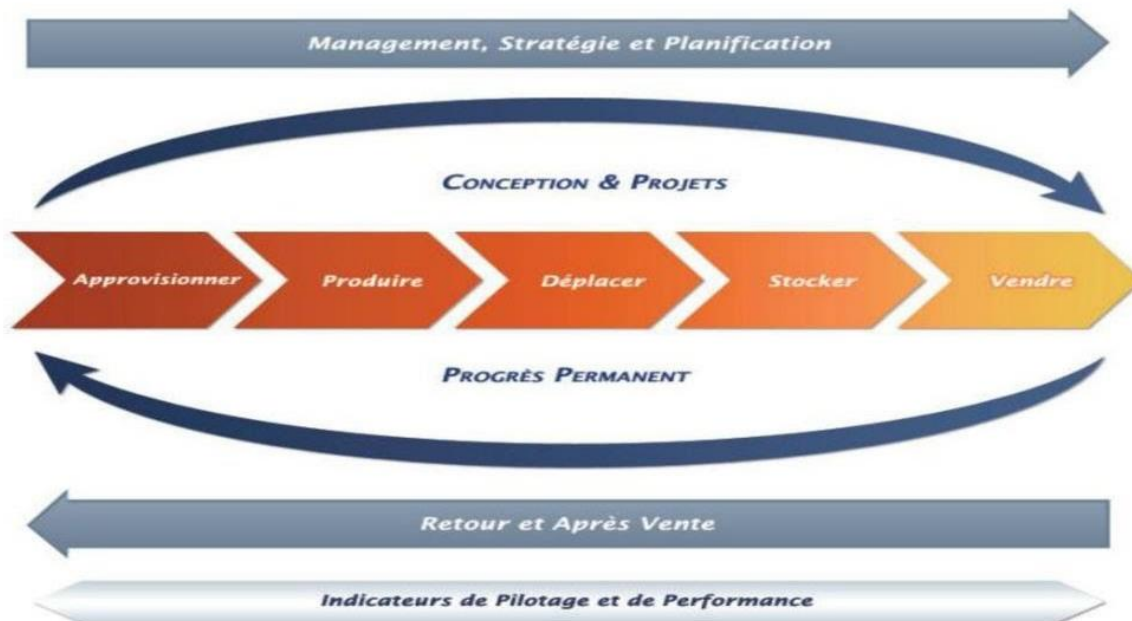 Management, Stratégie et Planification
CONCEPTION & PROJETS
Approvisionner
Produire
Déplacer
Stocker
Vendre
PROGRÈS PERMANENT
Retour et Après Vente
Indicateurs de Pilotage et de Performance